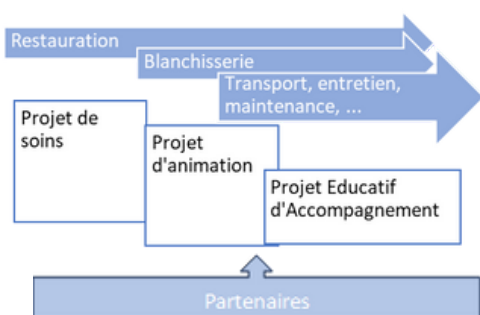 Restauration
Blanchisserie
Transport, entretien,
maintenance, ...
Projet de
soins
Projet
d'animation
Projet Educatif
d'Accompagnement
Partenaires